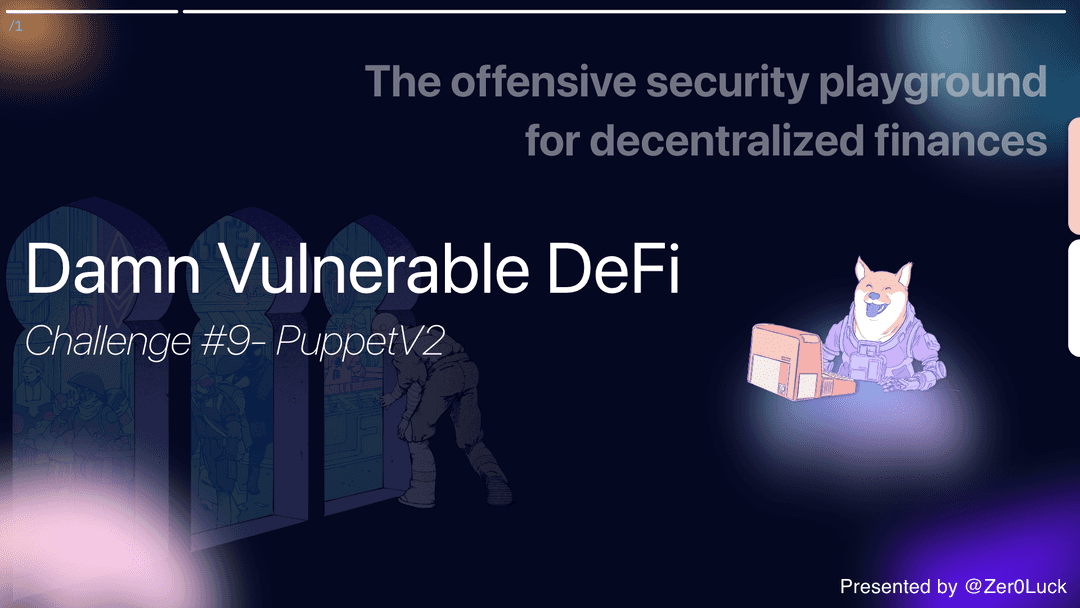 /1
The offensive security playground
for decentralized finances
Damn Vulnerable DeFi
Challenge #9- PuppetV2
Presented by @Zer0Luck